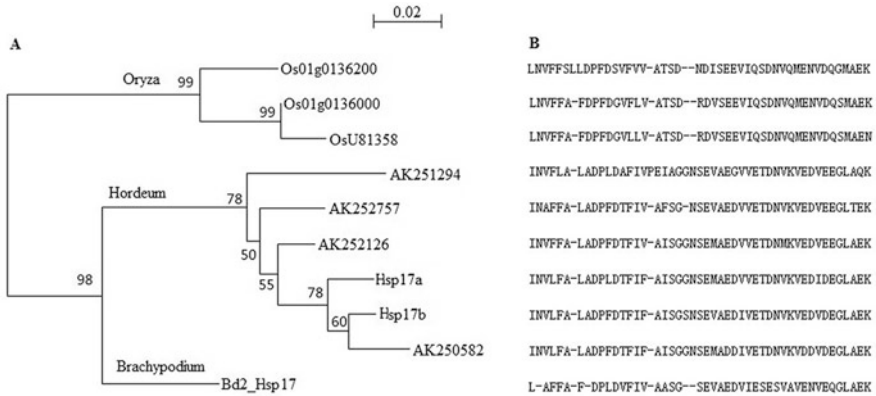 0.02
A
B
Oryza
99
Os01g0136200
LNVFFSLLDPFDSVFVV-ATSD--NDISEEVIQSDNVQMENVDQGMAEK
99
Os01g0136000
LNVFFA-FDPFDGVFLV-ATSD--RDVSEEVIQSDNVQMENVDQSMAEK
OsU81358
LNVFFA-FDPFDGVLLV-ATSD--RDVSEEVIQSDNVQMENVDQSMAEN
Hordeum
78
AK251294
INVFLA-LADPLDAFIVPEIAGGNSEVAEGVVETDNVKVEDVEEGLAQK
50
AK252757
INAFFA-LADPFDTFIV-AFSG-NSEVAEDVVETDNVKVEDVEEGLTEK
55
AK252126
INVFFA-LADPFDTFIV-AISGGNSEMAEDVVETDNMKVEDVEEGLAEK
98
78
Hsp17a
INVLFA-LADPLDTFIF-AISGGNSEMAEDVVETDNVKVEDIDEGLAEK
60
Hsp17b
INVLFA-LADPFDTFIF-AISGSNSEVAEDIVETDNVKVEDVDEGLAEK
AK250582
INVLFA-LADPFDTFIF-AISGGNSEMADDIVETDNVKVDDVDEGLAEK
Brachypodium
Bd2_Hsp17
L-AFFA-F-DPLDVFIV-AASG--SEVAEDVIESESVAVENVEQGLAEK